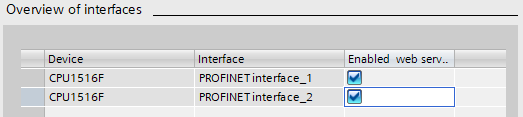 Overview of interfaces
Device Interface Enabled web serv..
CPU1516F PROFINET interface_1
CPU1516F PROFINET interface_2